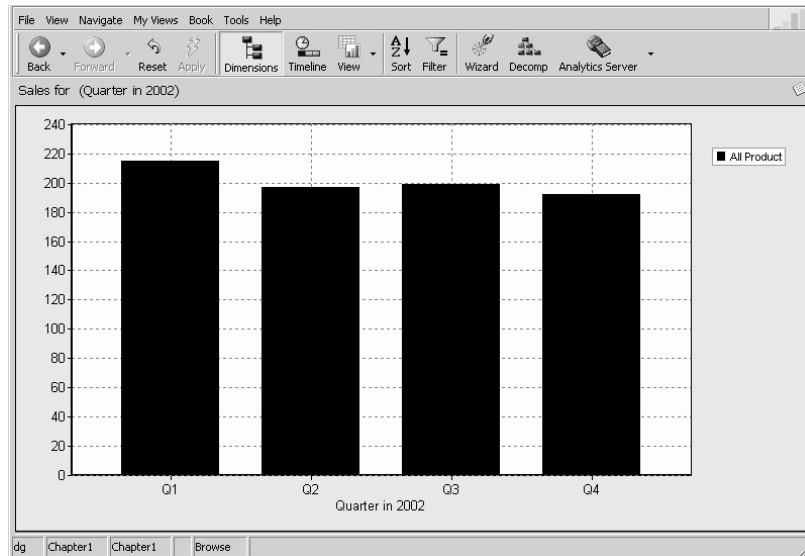 File View Navigate My Views Book Tools Help
Back Forward Reset Apply Dimensions Timeline View Sort Filter Wizard Decomp Analytics Server
Sales for (Quarter in 2002)
240
220
200
180
160
140
120
100
80
60
40
20
0
All Product
Q1 Q2 Q3 Q4
Quarter in 2002
dg Chapter1 Chapter1 Browse